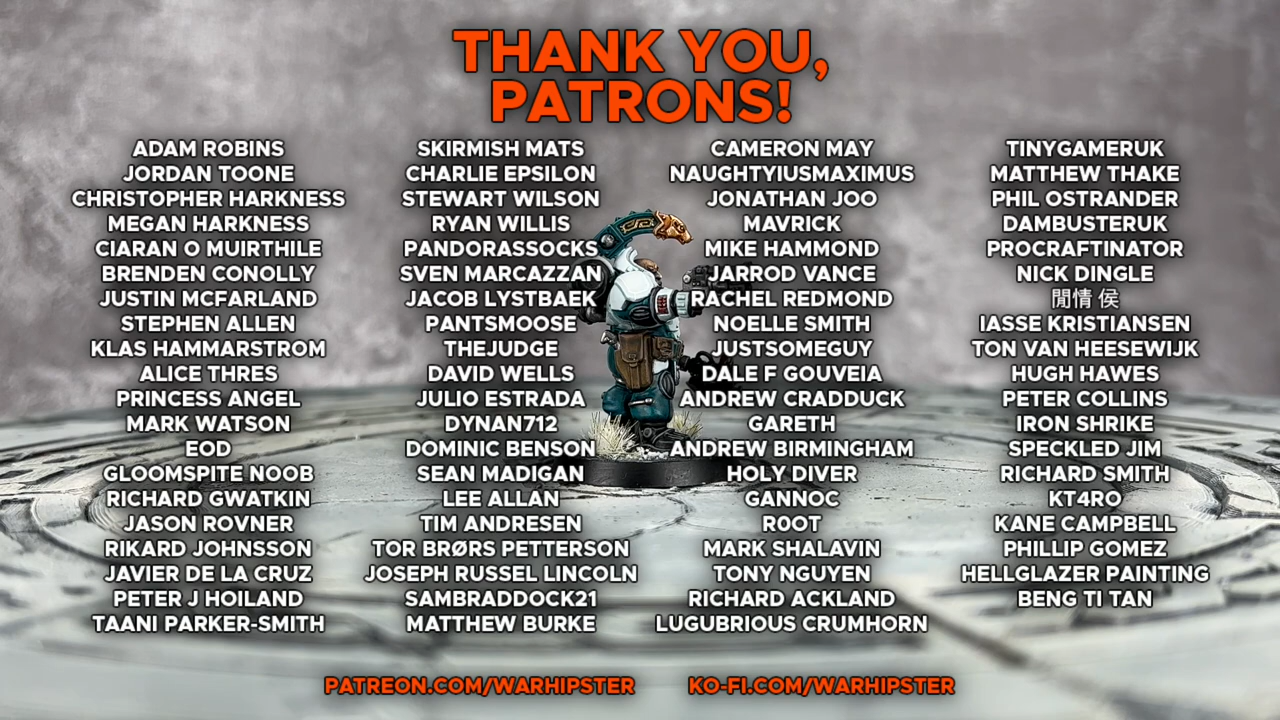 THANK YOU,
PATRONS!
ADAM ROBINS
JORDAN TOONE
CHRISTOPHER HARKNESS
MEGAN HARKNESS
CIARAN O MUIRTHILE
BRENDEN CONOLLY
JUSTIN MCFARLAND
STEPHEN ALLEN
KLAS HAMMARSTROM
ALICE THRES
PRINCESS ANGEL
MARK WATSON
EOD
GLOOMSPITE NOOB
RICHARD GWATKIN
JASON ROVNER
RIKARD JOHNSSON
JAVIER DE LA CRUZ
PETER J HOILAND
TAANI PARKER-SMITH
SKIRMISH MATS
CHARLIE EPSILON
STEWART WILSON
RYAN WILLIS
PANDORASSOCKS
SVEN MARCAZZAN
JACOB LYSTBAEK
PANTSMOOSE
THEJUDGE
DAVID WELLS
JULIO ESTRADA
DYNAN712
DOMINIC BENSON
SEAN MADIGAN
LEE ALLAN
TIM ANDRESEN
TOR BRØRS PETTERSON
JOSEPH RUSSEL LINCOLN
SAMBRADDOCK21
MATTHEW BURKE
CAMERON MAY
NAUGHTYIUSMAXIMUS
JONATHAN JOO
MAVRICK
MIKE HAMMOND
JARROD VANCE
RACHEL REDMOND
NOELLE SMITH
JUSTSOMEGUY
DALE F GOUVEIA
ANDREW CRADDUCK
GARETH
ANDREW BIRMINGHAM
HOLY DIVER
GANNOC
R0OT
MARK SHALAVIN
TONY NGUYEN
RICHARD ACKLAND
LUGUBRIOUS CRUMHORN
TINYGAMERUK
MATTHEW THAKE
PHIL OSTRANDER
DAMBUSTERUK
PROCRAFTINATOR
NICK DINGLE
閒情 侯
IASSE KRISTIANSEN
TON VAN HEESEWIJK
HUGH HAWES
PETER COLLINS
IRON SHRIKE
SPECKLED JIM
RICHARD SMITH
KT4RO
KANE CAMPBELL
PHILLIP GOMEZ
HELLGLAZER PAINTING
BENG TI TAN
PATREON.COM/WARHIPSTER
KO-FI.COM/WARHIPSTER